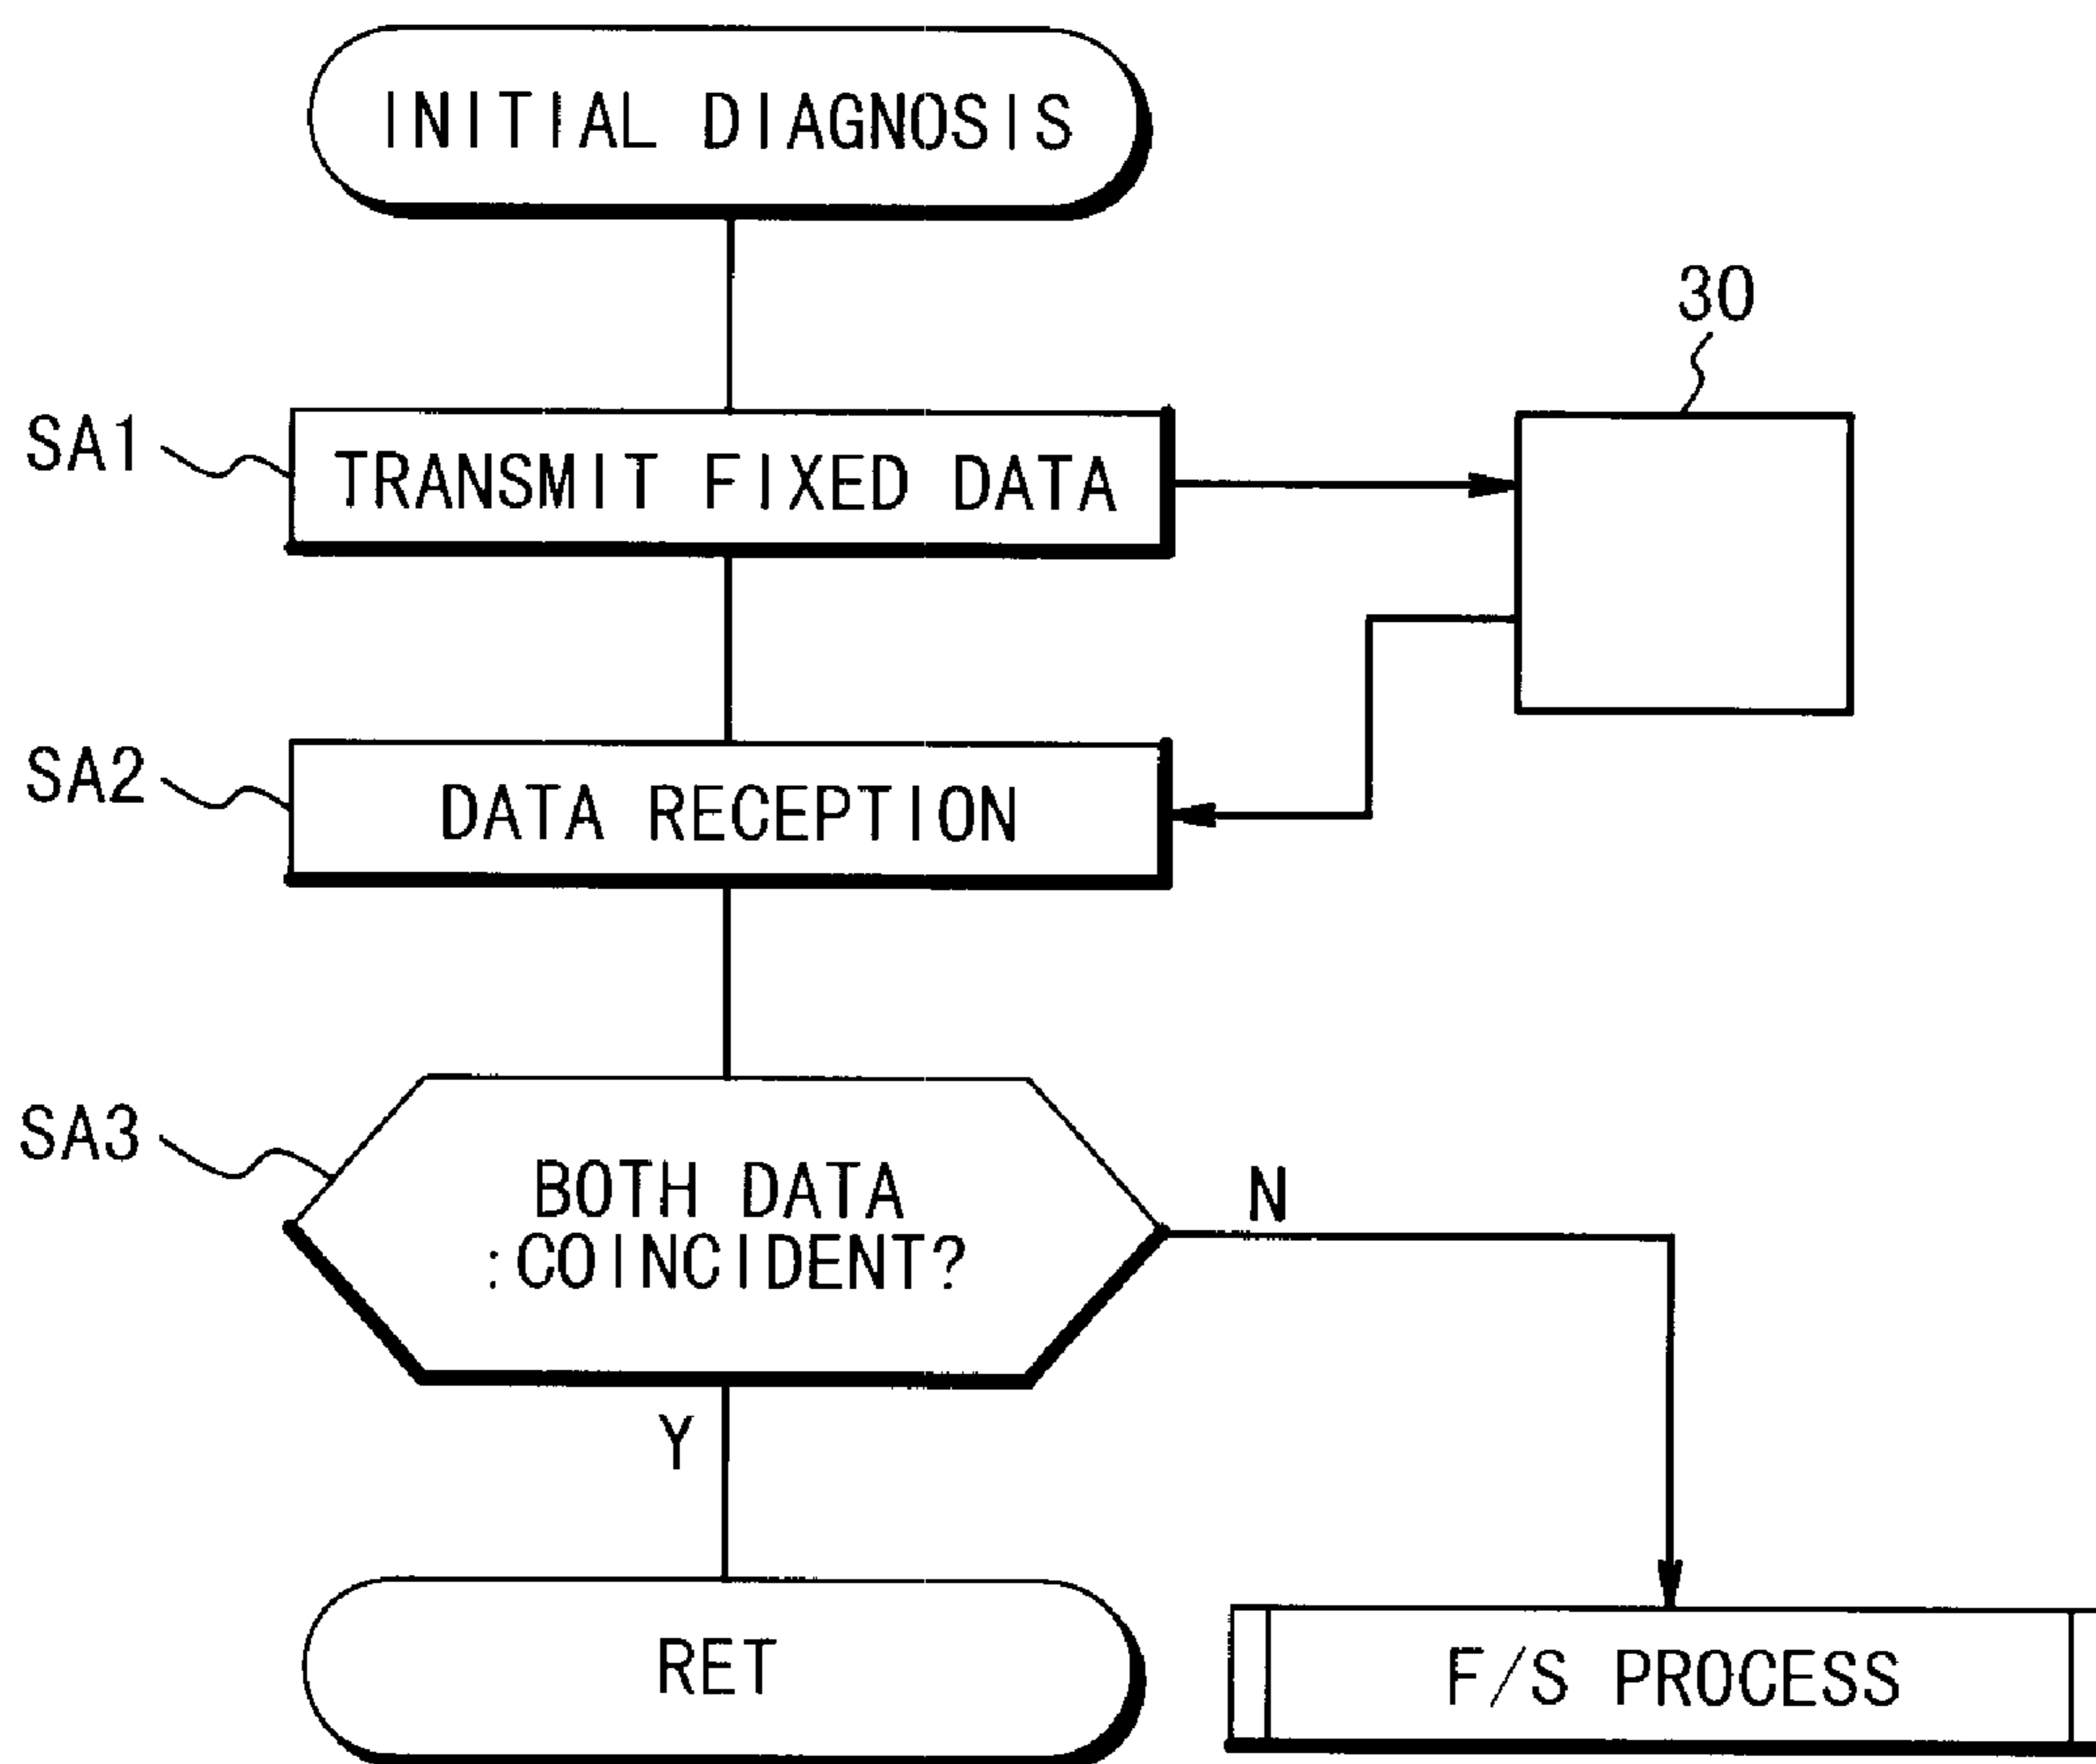 INITIAL DIAGNOSIS
30
SA1
TRANSMIT FIXED DATA
SA2
DATA RECEPTION
SA3
BOTH DATA
:COINCIDENT?
N
Y
RET
F/S PROCESS